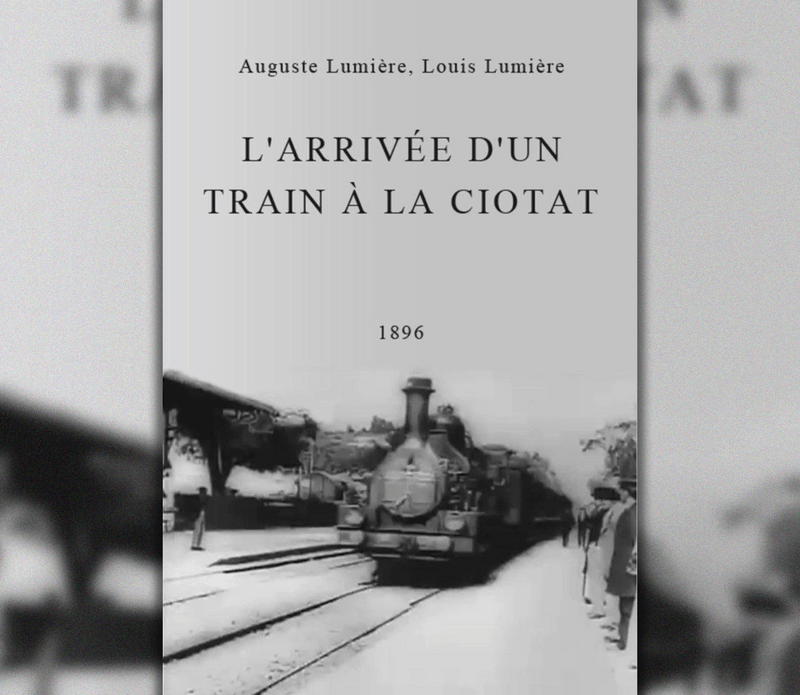 Auguste Lumière, Louis Lumière
L'ARRIVÉE D'UN
TRAIN À LA CIOTAT
1896